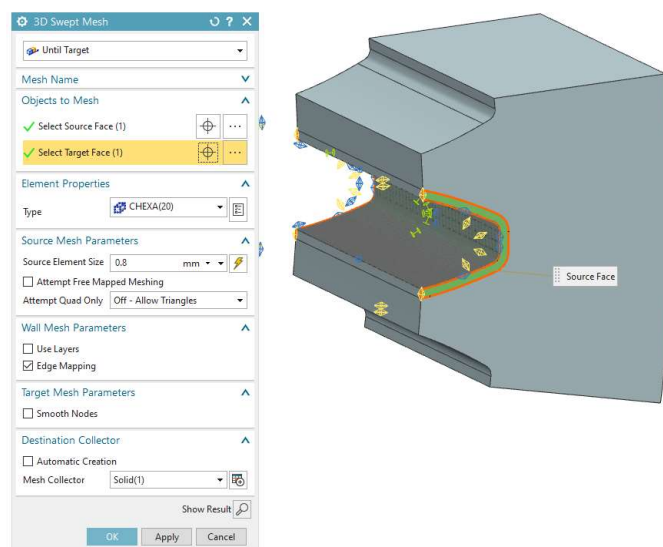 3D Swept Mesh
Until Target
Mesh Name
Objects to Mesh
Select Source Face (1)
Select Target Face (1)
Element Properties
Type CHEXA(20)
Source Mesh Parameters
Source Element Size 0.8 mm
Attempt Free Mapped Meshing
Attempt Quad Only Off - Allow Triangles
Wall Mesh Parameters
Use Layers
Edge Mapping
Target Mesh Parameters
Smooth Nodes
Destination Collector
Automatic Creation
Mesh Collector Solid(1)
Show Result
OK Apply Cancel
Source Face